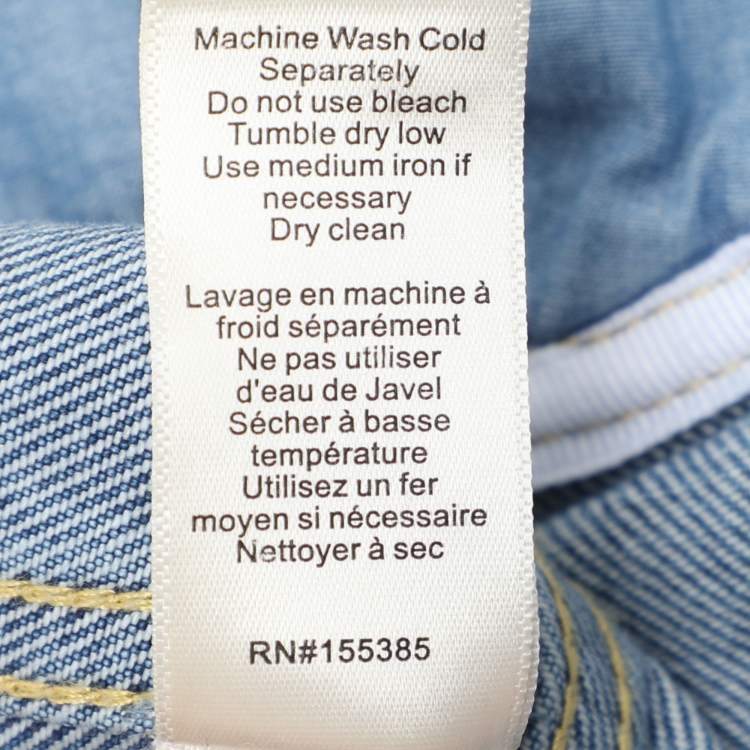 Machine Wash Cold
Separately
Do not use bleach
Tumble dry low
Use medium iron if
necessary
Dry clean
Lavage en machine à
froid séparément
Ne pas utiliser
d'eau de Javel
Sécher à basse
température
Utilisez un fer
moyen si nécessaire
Nettoyer à sec
RN#155385